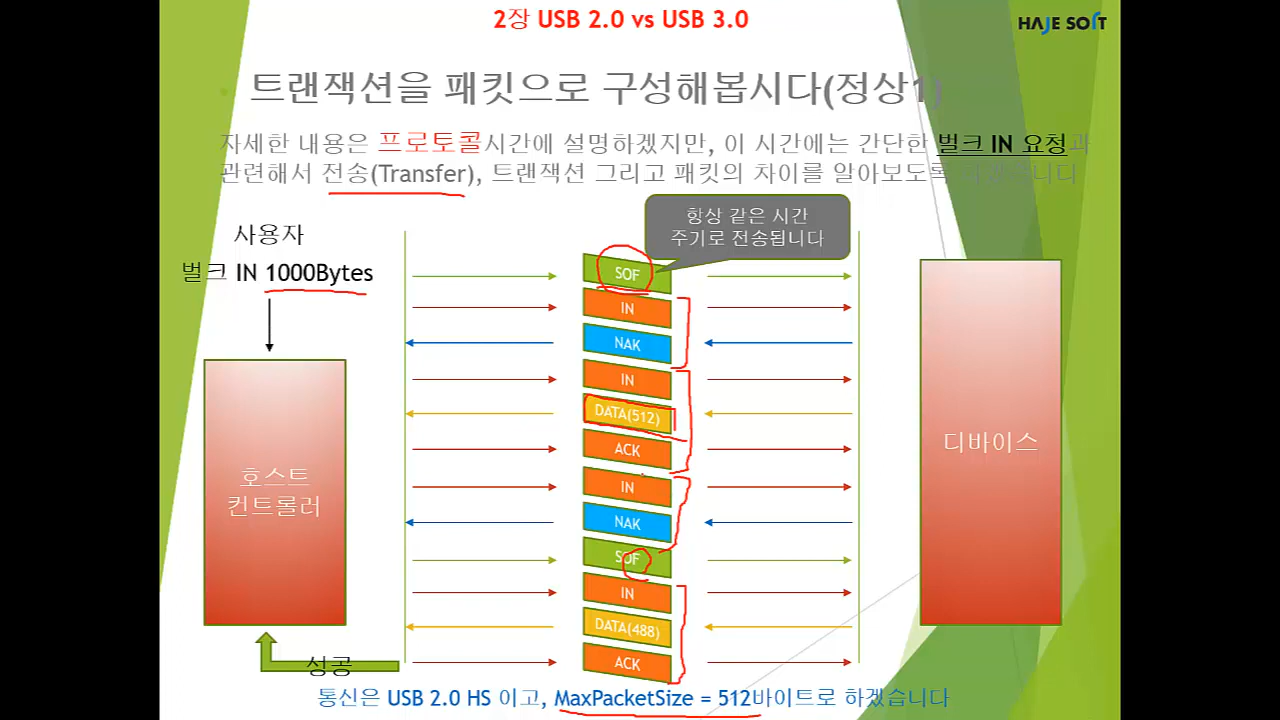 2장 USB 2.0 vs USB 3.0
HAJE SOFT
트랜잭션을 패킷으로 구성해봅시다(정상1)
자세한 내용은 프로토콜시간에 설명하겠지만, 이 시간에는 간단한 벌크 IN 요청과
관련해서 전송(Transfer), 트랜잭션 그리고 패킷의 차이를 알아보도록 하겠습니다
항상 같은 시간
주기로 전송됩니다
사용자
벌크 IN 1000Bytes
SOF
IN
NAK
IN
DATA(512)
ACK
IN
NAK
SOF
IN
DATA(488)
ACK
호스트
컨트롤러
디바이스
성공
통신은 USB 2.0 HS 이고, MaxPacketSize = 512바이트로 하겠습니다